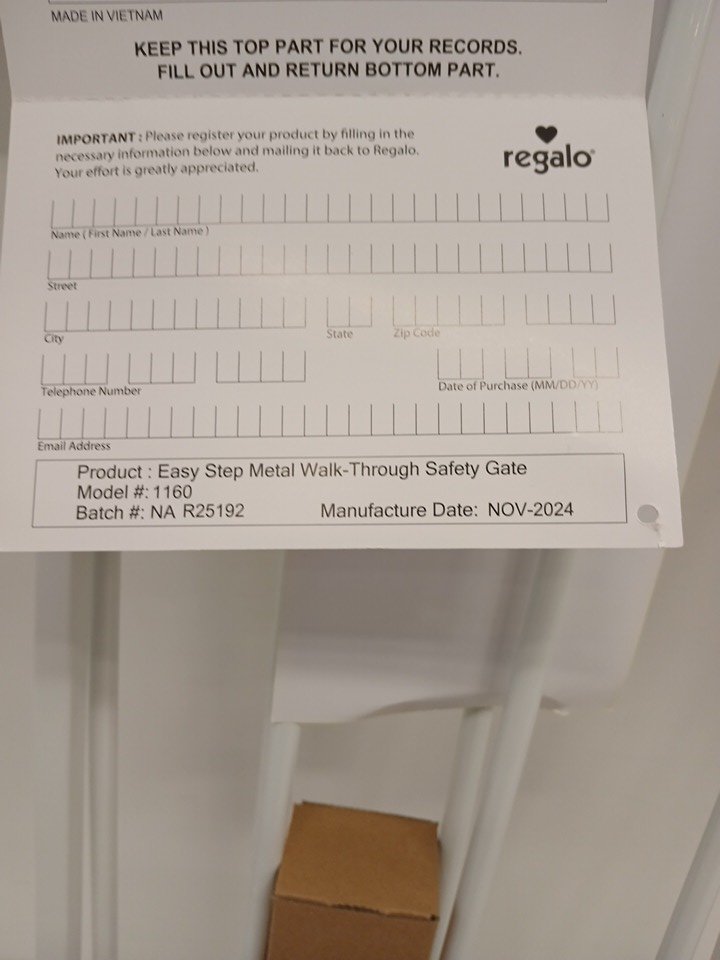 MADE IN VIETNAM
KEEP THIS TOP PART FOR YOUR RECORDS.
FILL OUT AND RETURN BOTTOM PART.
IMPORTANT : Please register your product by filling in the
necessary information below and mailing it back to Regalo.
Your effort is greatly appreciated.
regalo
Name ( First Name / Last Name )
Street
City
State
Zip Code
Telephone Number
Date of Purchase (MM/DD/YY)
Email Address
Product : Easy Step Metal Walk-Through Safety Gate
Model #: 1160
Batch #: NA R25192
Manufacture Date: NOV-2024